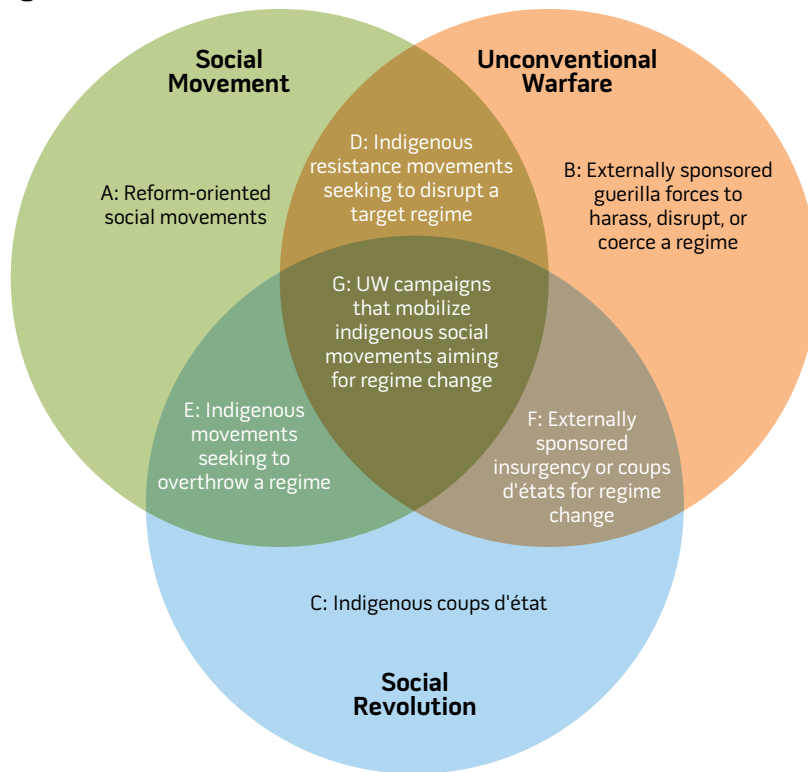 Social
Movement
Unconventional
Warfare
D: Indigenous
resistance movements
seeking to disrupt a
target regime
A: Reform-oriented
social movements
B: Externally sponsored
guerilla forces to
harass, disrupt, or
coerce a regime
G: UW campaigns
that mobilize
indigenous social
movements aiming
for regime change
E: Indigenous
movements
seeking to
overthrow a regime
F: Externally
sponsored
insurgency or coups
d'états for regime
change
C: Indigenous coups d'état
Social
Revolution